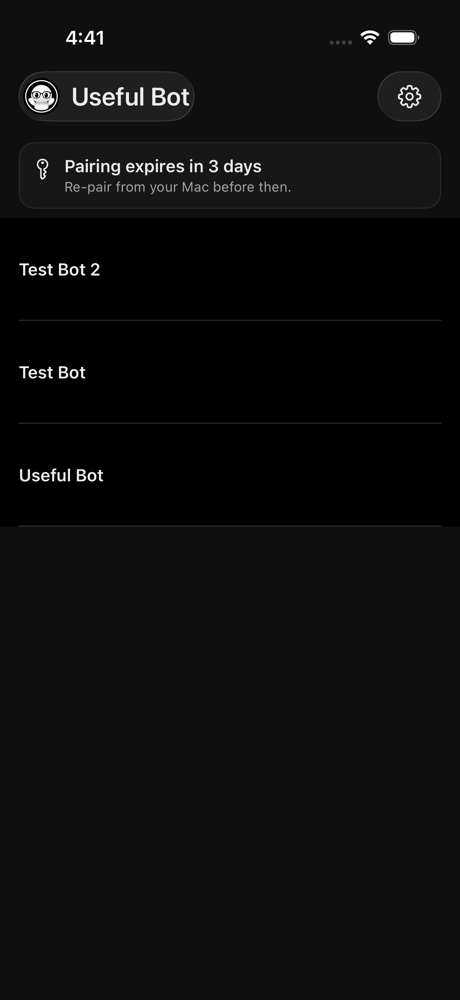 4:41
Useful Bot
Pairing expires in 3 days
Re-pair from your Mac before then.
Test Bot 2
Test Bot
Useful Bot